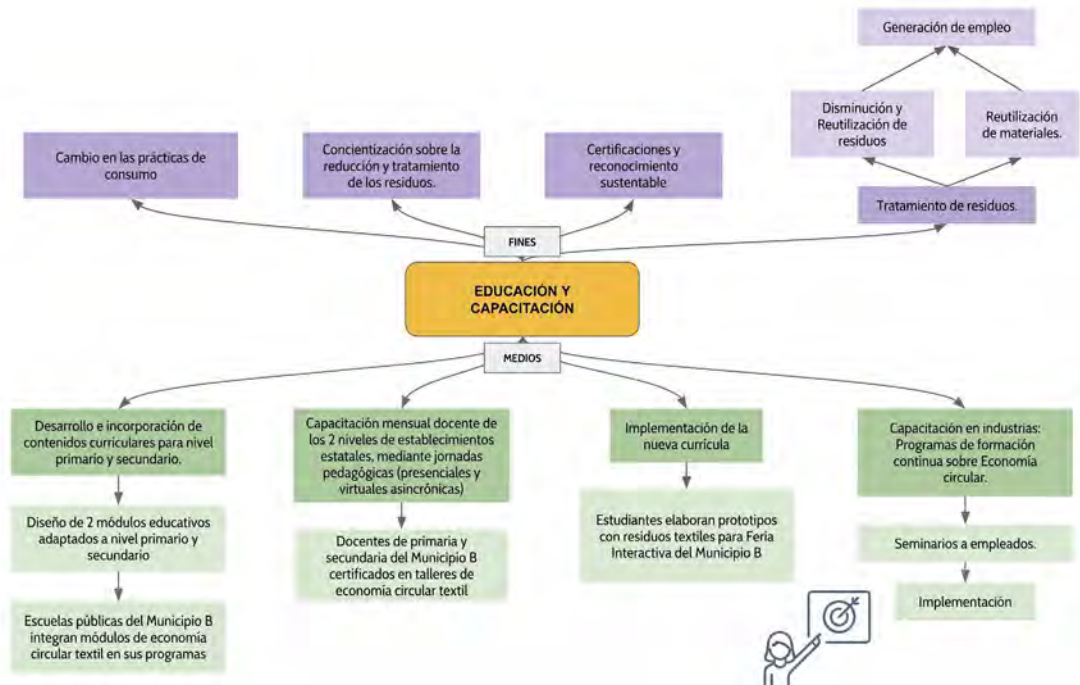 Generación de empleo
Disminución y
Reutilización de
residuos
Reutilización
de materiales.
Cambio en las prácticas de
consumo
Concientización sobre la
reducción y tratamiento
de los residuos.
Certificaciones y
reconocimiento
sustentable
Tratamiento de residuos.
FINES
EDUCACIÓN Y
CAPACITACIÓN
MEDIOS
Desarrollo e incorporación de
contenidos curriculares para nivel
primario y secundario.
Diseño de 2 módulos educativos
adaptados a nivel primario y
secundario
Escuelas públicas del Municipio B
integran módulos de economía
circular textil en sus programas
Capacitación mensual docente de
los 2 niveles de establecimientos
estatales, mediante jornadas
pedagógicas (presenciales y
virtuales asincrónicas)
Docentes de primaria y
secundaria del Municipio B
certificados en talleres de
economía circular textil
Implementación de la
nueva currícula
Estudiantes elaboran prototipos
con residuos textiles para Feria
Interactiva del Municipio B
Capacitación en industrias:
Programas de formación
continua sobre Economía
circular.
Seminarios a empleados.
Implementación